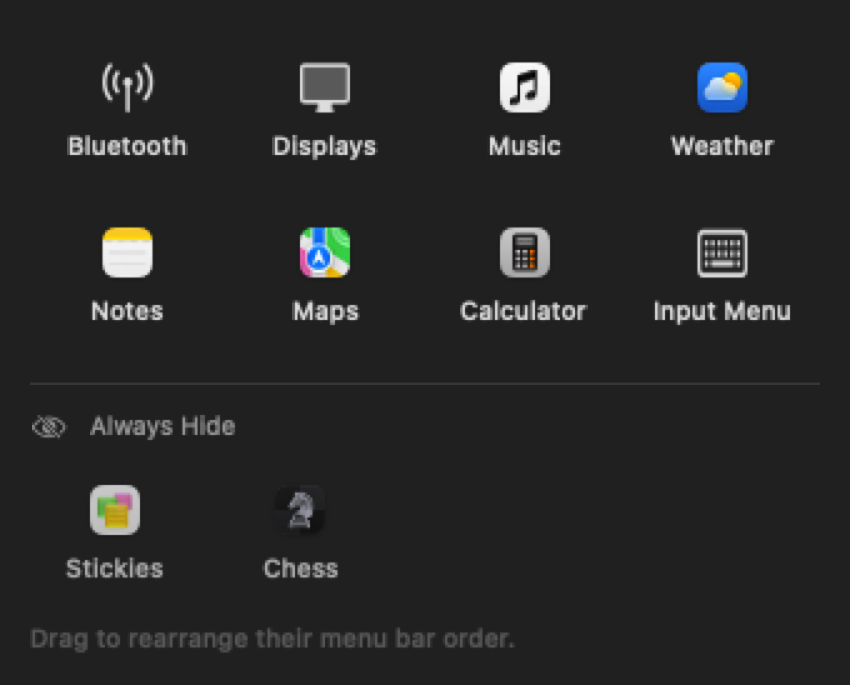 Bluetooth Displays Music Weather
Notes Maps Calculator Input Menu
Always Hide
Stickies Chess
Drag to rearrange their menu bar order.